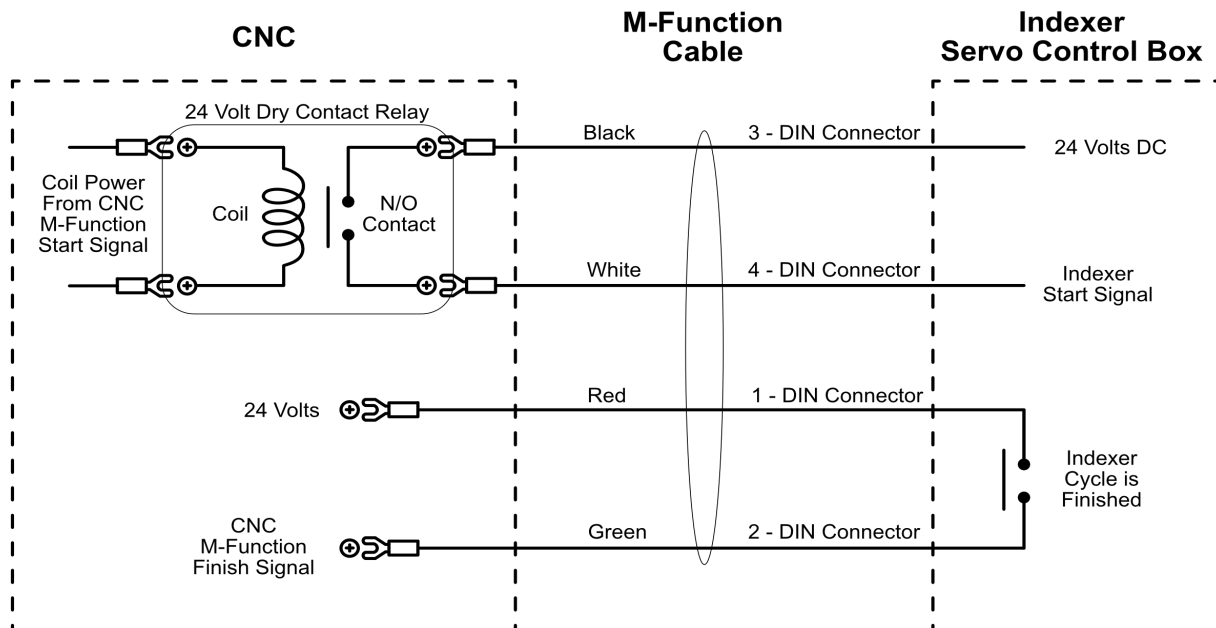 CNC
M-Function
Cable
Indexer
Servo Control Box
24 Volt Dry Contact Relay
Coil Power
From CNC
M-Function
Start Signal
Coil
N/O
Contact
Black
3 - DIN Connector
24 Volts DC
White
4 - DIN Connector
Indexer
Start Signal
24 Volts
Red
1 - DIN Connector
Indexer
Cycle is
Finished
CNC
M-Function
Finish Signal
Green
2 - DIN Connector